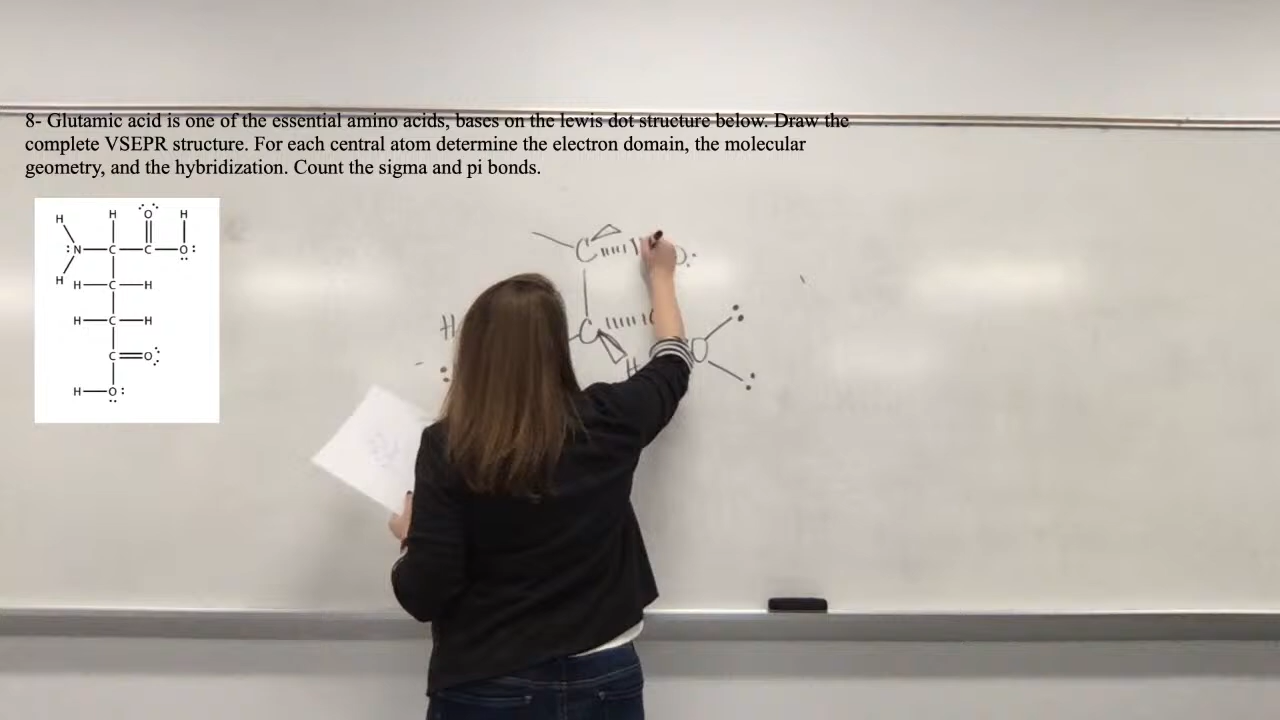 8- Glutamic acid is one of the essential amino acids, bases on the lewis dot structure below. Draw the
complete VSEPR structure. For each central atom determine the electron domain, the molecular
geometry, and the hybridization. Count the sigma and pi bonds.
H H O H
:N C C O:
H H C H
H C H
C O
H O:
C O:
C
H O
H